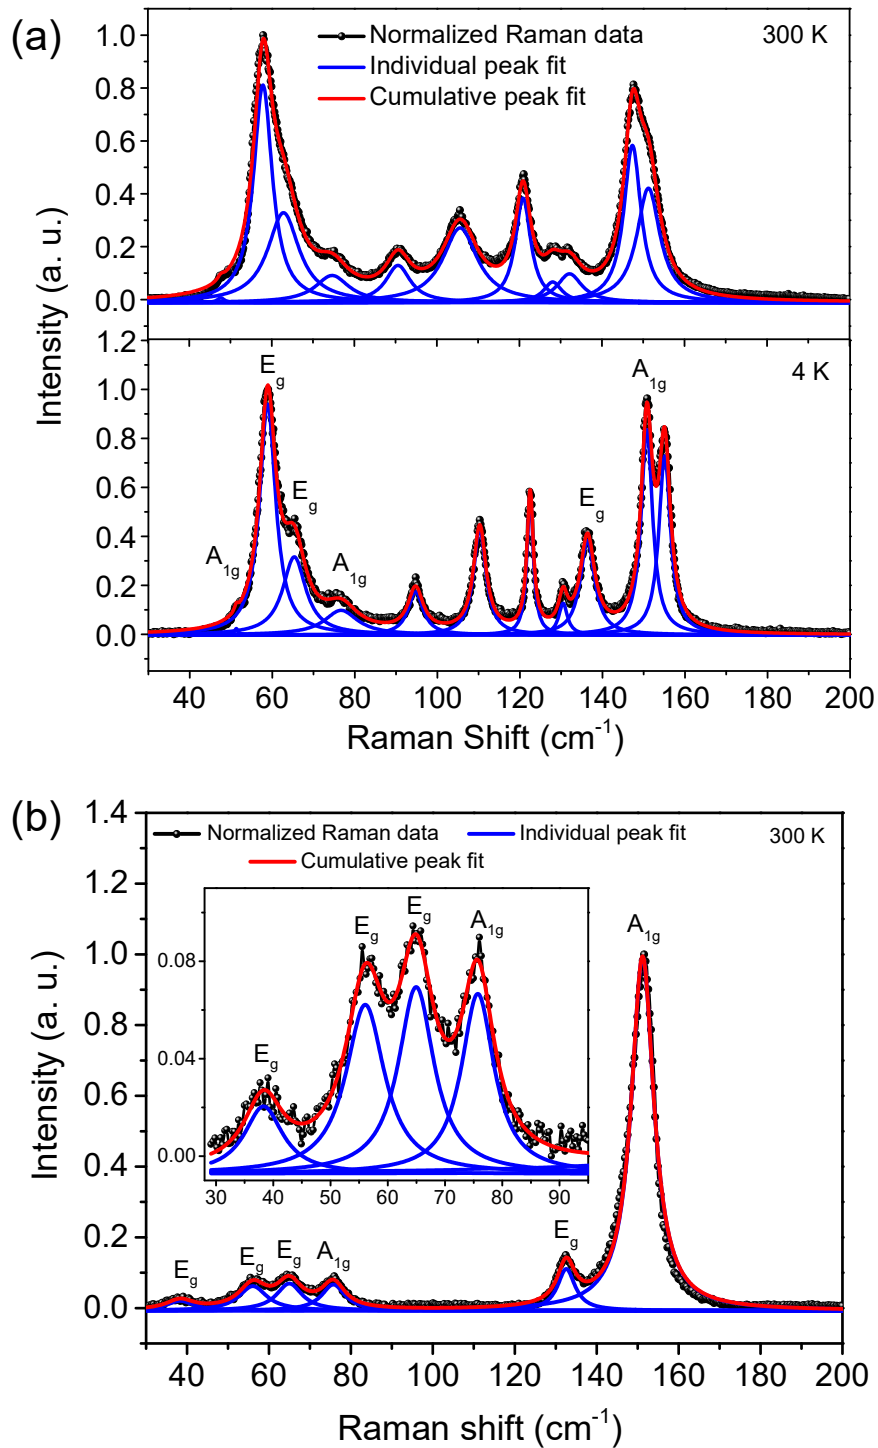 (a)
Normalized Raman data
Individual peak fit
Cumulative peak fit
300 K
1.0
0.8
0.6
0.4
0.2
0.0
Intensity (a. u.)
1.2
1.0
0.8
0.6
0.4
0.2
0.0
4 K
A1g
Eg
Eg
A1g
Eg
A1g
40 60 80 100 120 140 160 180 200
Raman Shift (cm-1)
(b)
Normalized Raman data Individual peak fit
Cumulative peak fit
300 K
1.4
1.2
1.0
0.8
0.6
0.4
0.2
0.0
Intensity (a. u.)
0.08
0.04
0.00
Eg
Eg
Eg
A1g
30 40 50 60 70 80 90
Eg
Eg
Eg
A1g
Eg
A1g
40 60 80 100 120 140 160 180 200
Raman shift (cm-1)